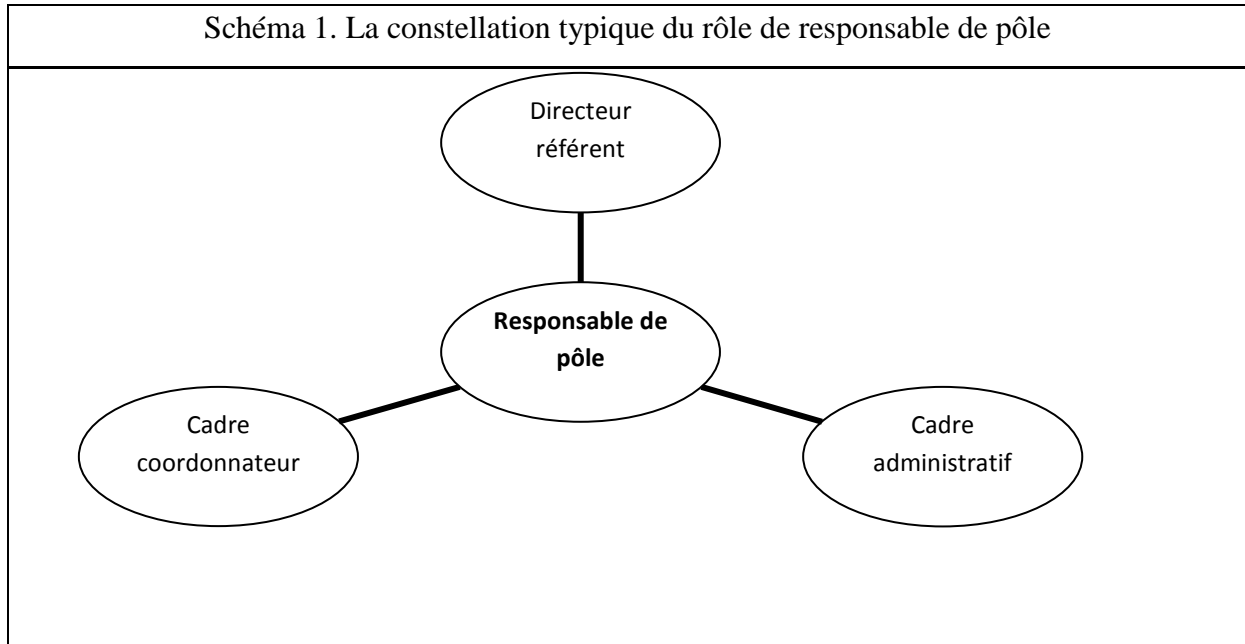 Schéma 1. La constellation typique du rôle de responsable de pôle
Directeur
référent
Responsable de
pôle
Cadre
coordonnateur
Cadre
administratif